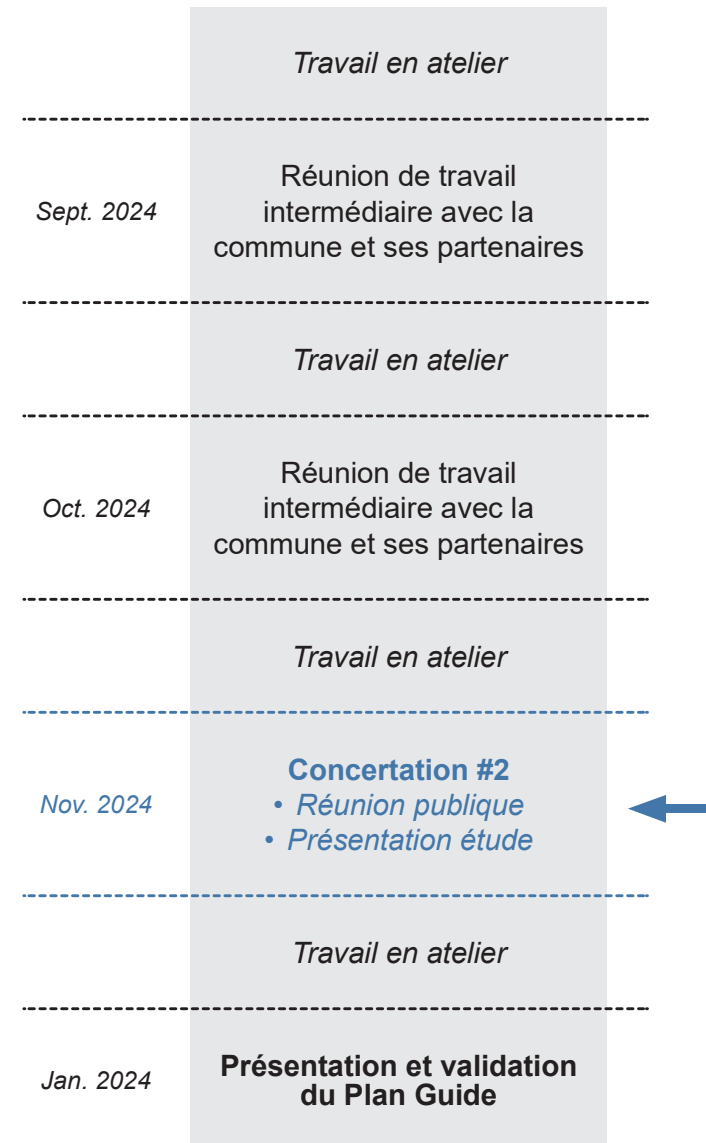 Travail en atelier
Sept. 2024
Réunion de travail
intermédiaire avec la
commune et ses partenaires
Travail en atelier
Oct. 2024
Réunion de travail
intermédiaire avec la
commune et ses partenaires
Travail en atelier
Nov. 2024
Concertation #2
• Réunion publique
• Présentation étude
Travail en atelier
Jan. 2024
Présentation et validation
du Plan Guide